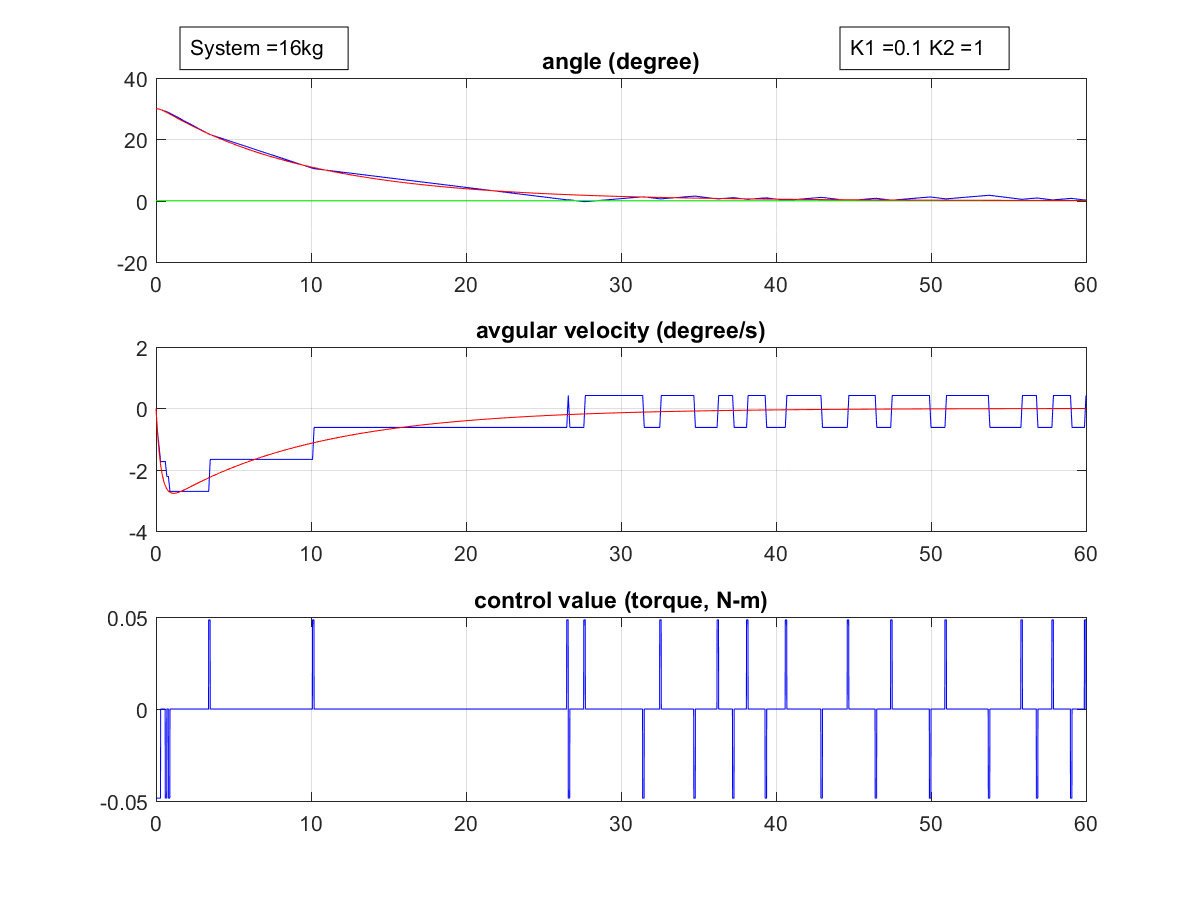 System =16kg
K1 =0.1 K2 =1
angle (degree)
40
20
0
-20
0 10 20 30 40 50 60
avgular velocity (degree/s)
2
0
-2
-4
0 10 20 30 40 50 60
control value (torque, N-m)
0.05
0
-0.05
0 10 20 30 40 50 60